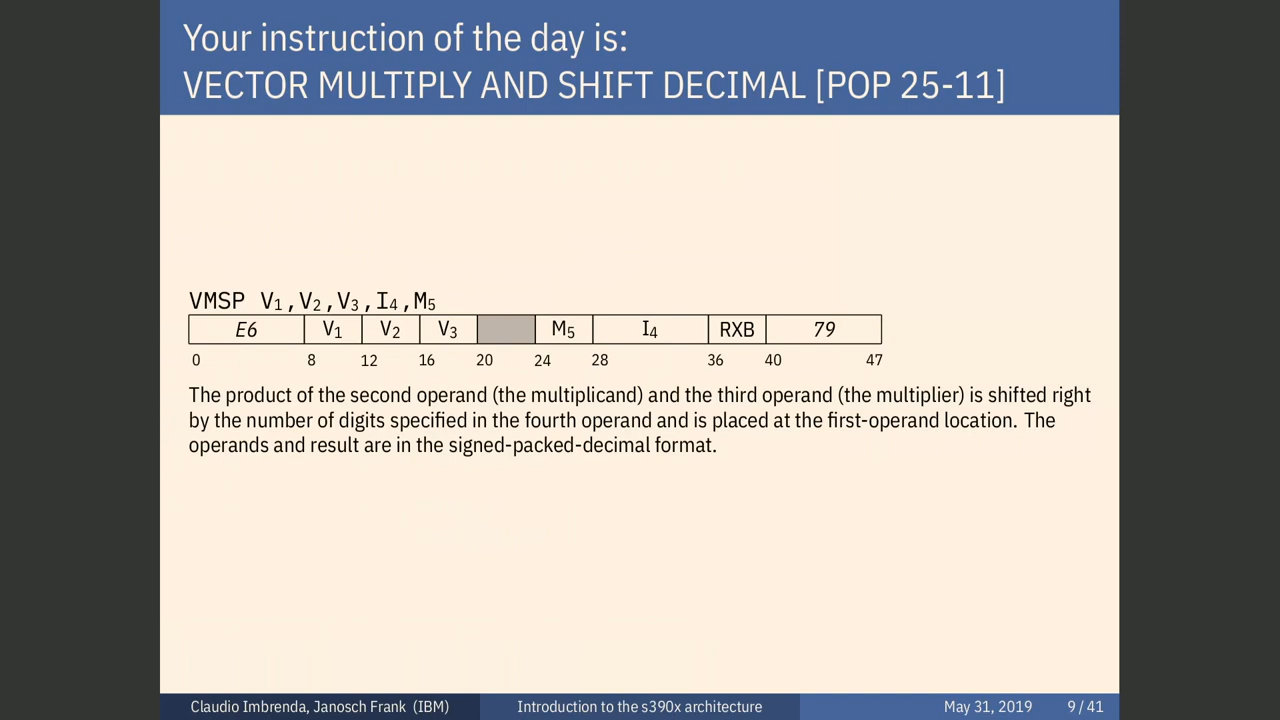 Your instruction of the day is:
VECTOR MULTIPLY AND SHIFT DECIMAL [POP 25-11]
VMSP V₁,V₂,V₃,I₄,M₅
E6 V₁ V₂ V₃ M₅ I₄ RXB 79
0 8 12 16 20 24 28 36 40 47
The product of the second operand (the multiplicand) and the third operand (the multiplier) is shifted right
by the number of digits specified in the fourth operand and is placed at the first-operand location. The
operands and result are in the signed-packed-decimal format.
Claudio Imbrenda, Janosch Frank (IBM) Introduction to the s390x architecture May 31, 2019 9 / 41